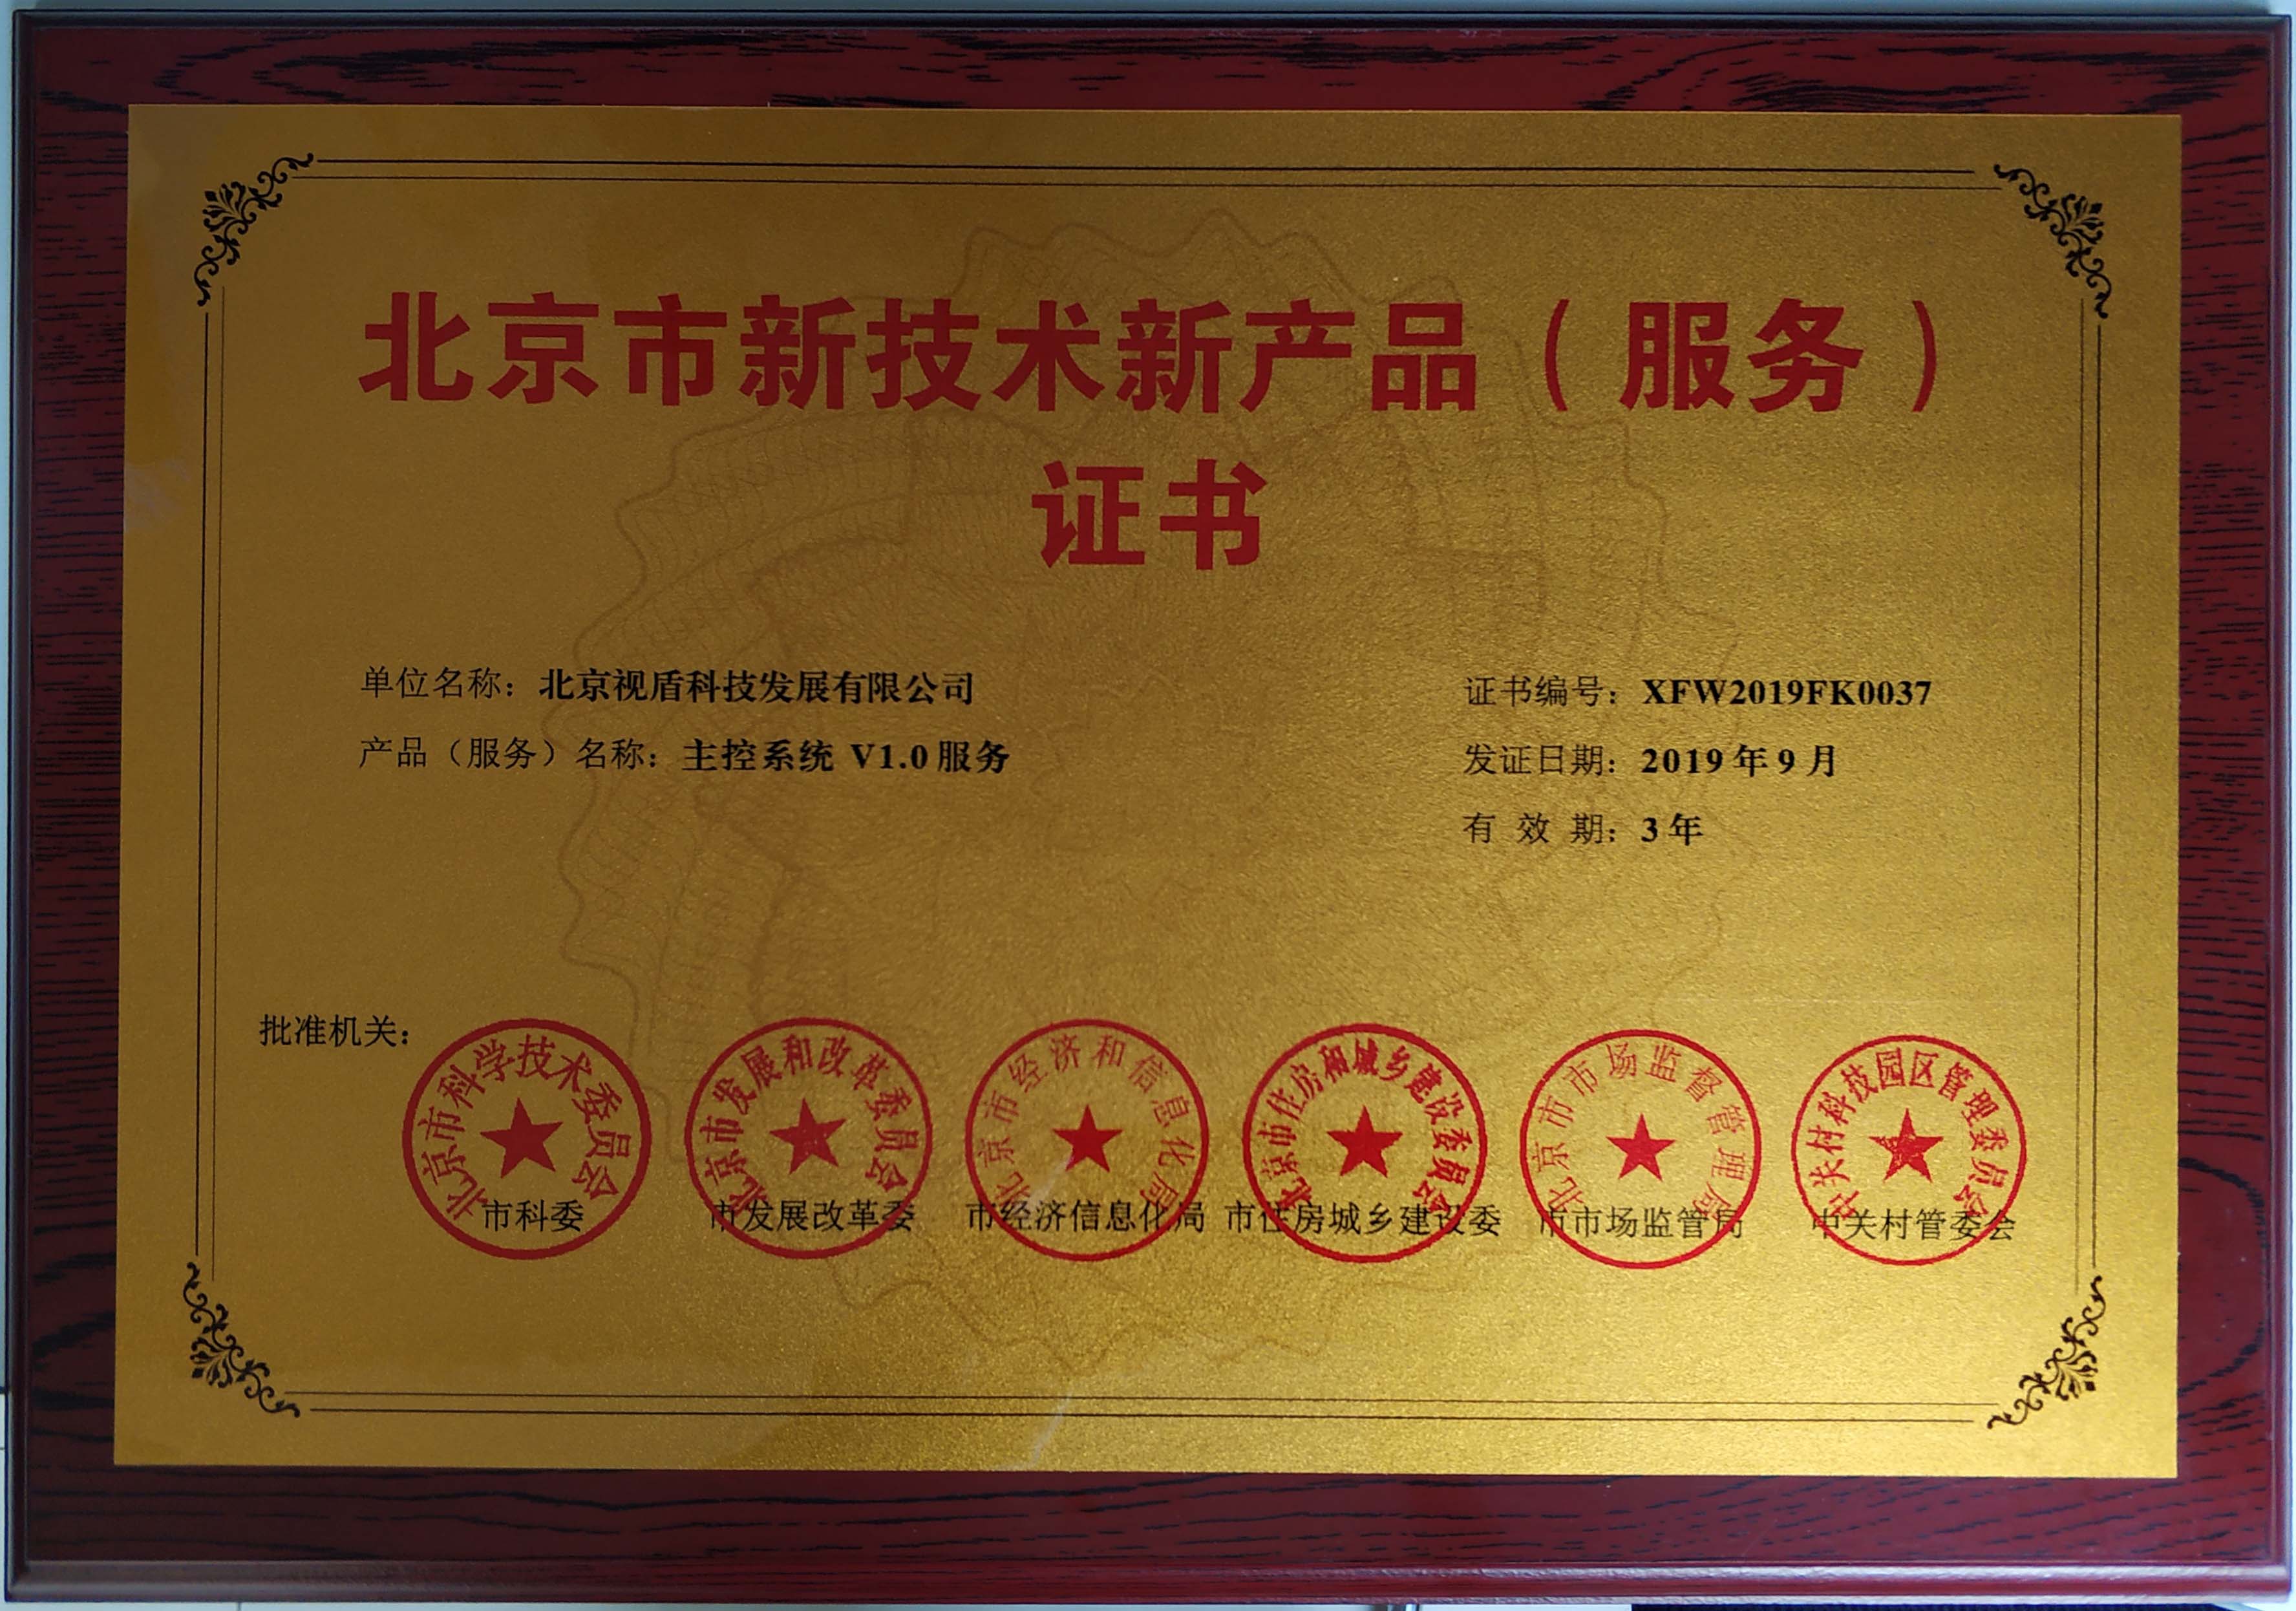 北京市新技术新产品（服务）
证书
单位名称：北京视盾科技发展有限公司
证书编号：XFW2019FK0037
产品（服务）名称：主控系统 V1.0 服务
发证日期：2019 年 9 月
有 效 期：3 年
批准机关：
北京市科学技术委员会
北京市发展和改革委员会
北京市经济和信息化局
北京市住房和城乡建设委员会
北京市市场监督管理局
中关村科技园区管理委员会
市科委 市发展改革委 市经济信息化局 市住房城乡建设委 市市场监管局 中关村管委会